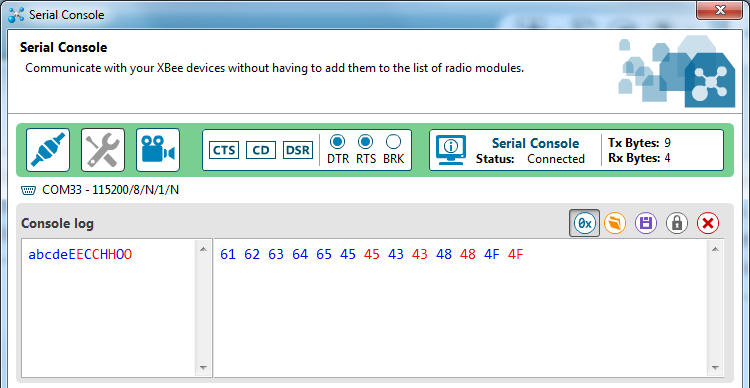 Serial Console
Serial Console
Communicate with your XBee devices without having to add them to the list of radio modules.
CTS CD DSR DTR RTS BRK
Serial Console
Status: Connected
Tx Bytes: 9
Rx Bytes: 4
COM33 - 115200/8/N/1/N
Console log
0x
abcdeEECCHHOO
61 62 63 64 65 45 45 43 43 48 48 4F 4F